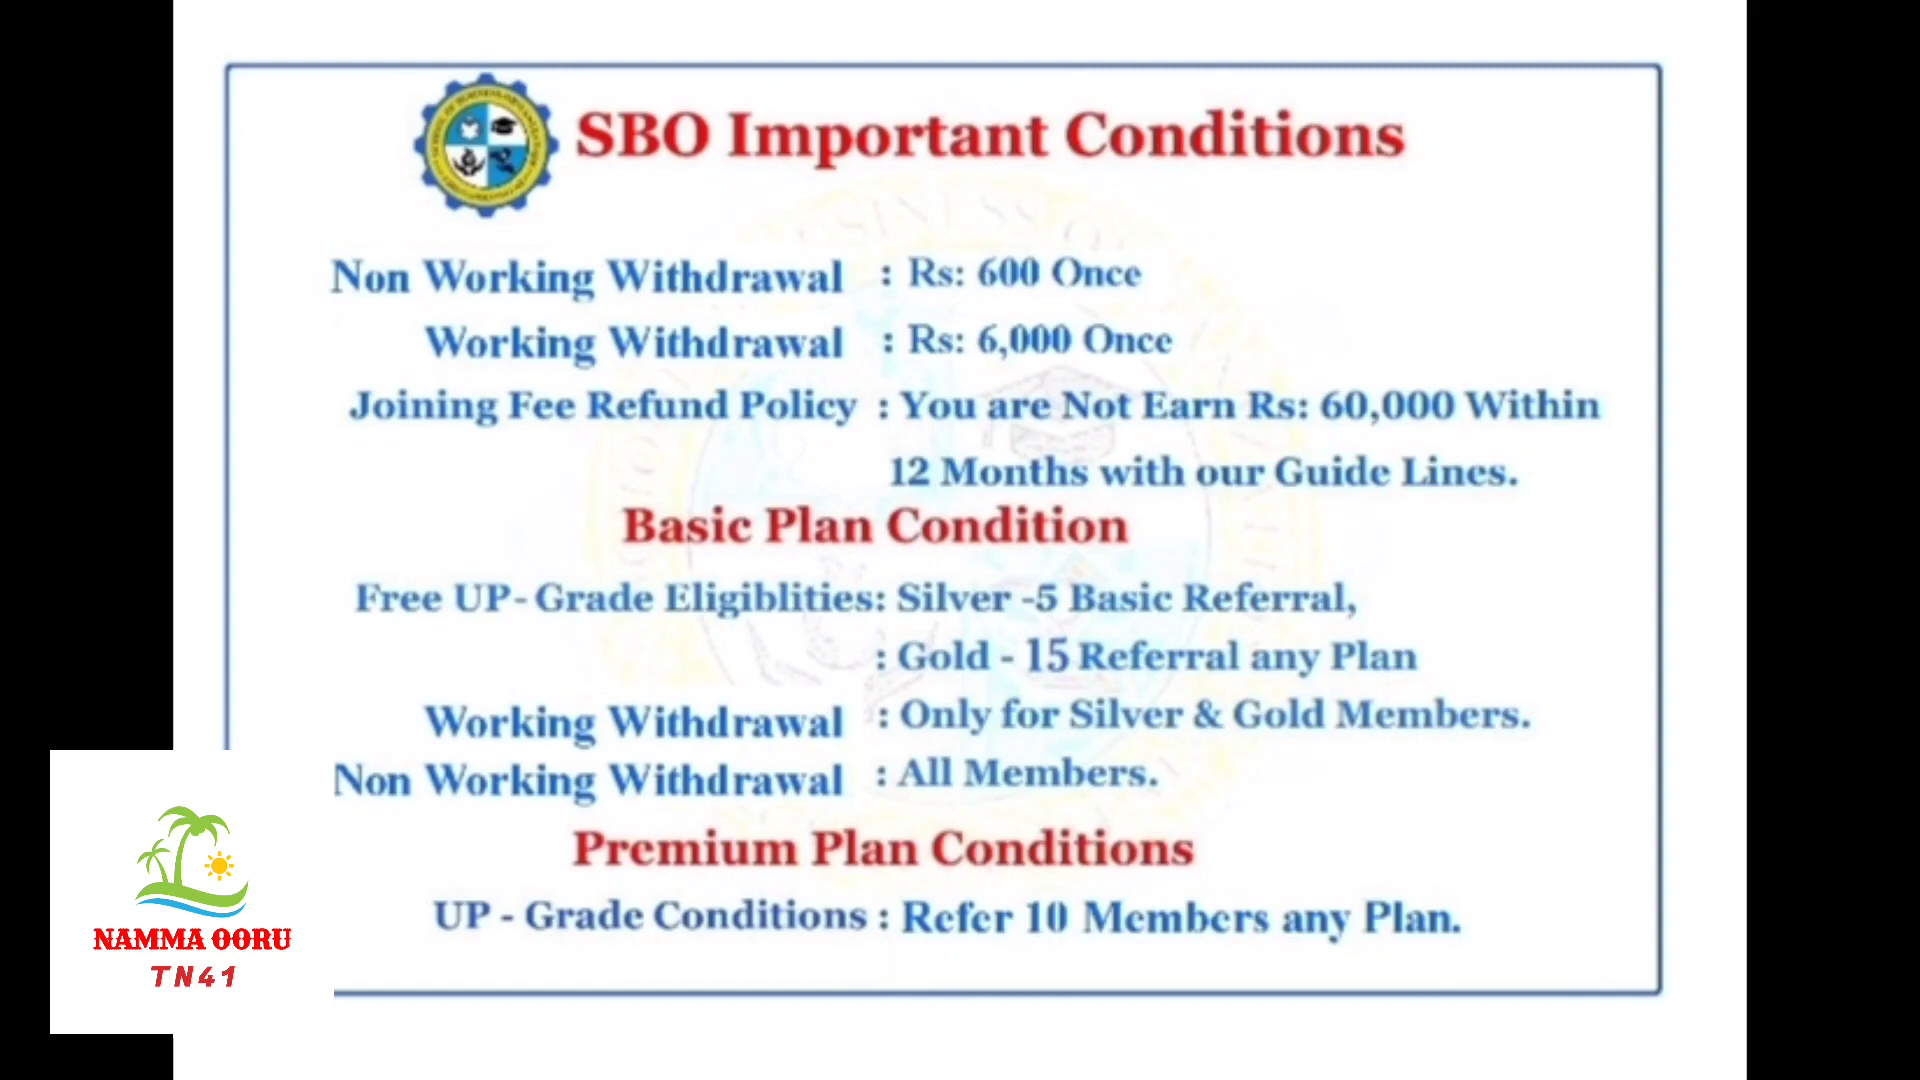 SBO Important Conditions
Non Working Withdrawal : Rs: 600 Once
Working Withdrawal : Rs: 6,000 Once
Joining Fee Refund Policy : You are Not Earn Rs: 60,000 Within
12 Months with our Guide Lines.
Basic Plan Condition
Free UP-Grade Eligiblities: Silver -5 Basic Referral,
: Gold - 15 Referral any Plan
Working Withdrawal : Only for Silver & Gold Members.
Non Working Withdrawal : All Members.
Premium Plan Conditions
UP - Grade Conditions : Refer 10 Members any Plan.
NAMMA OORU
TN41